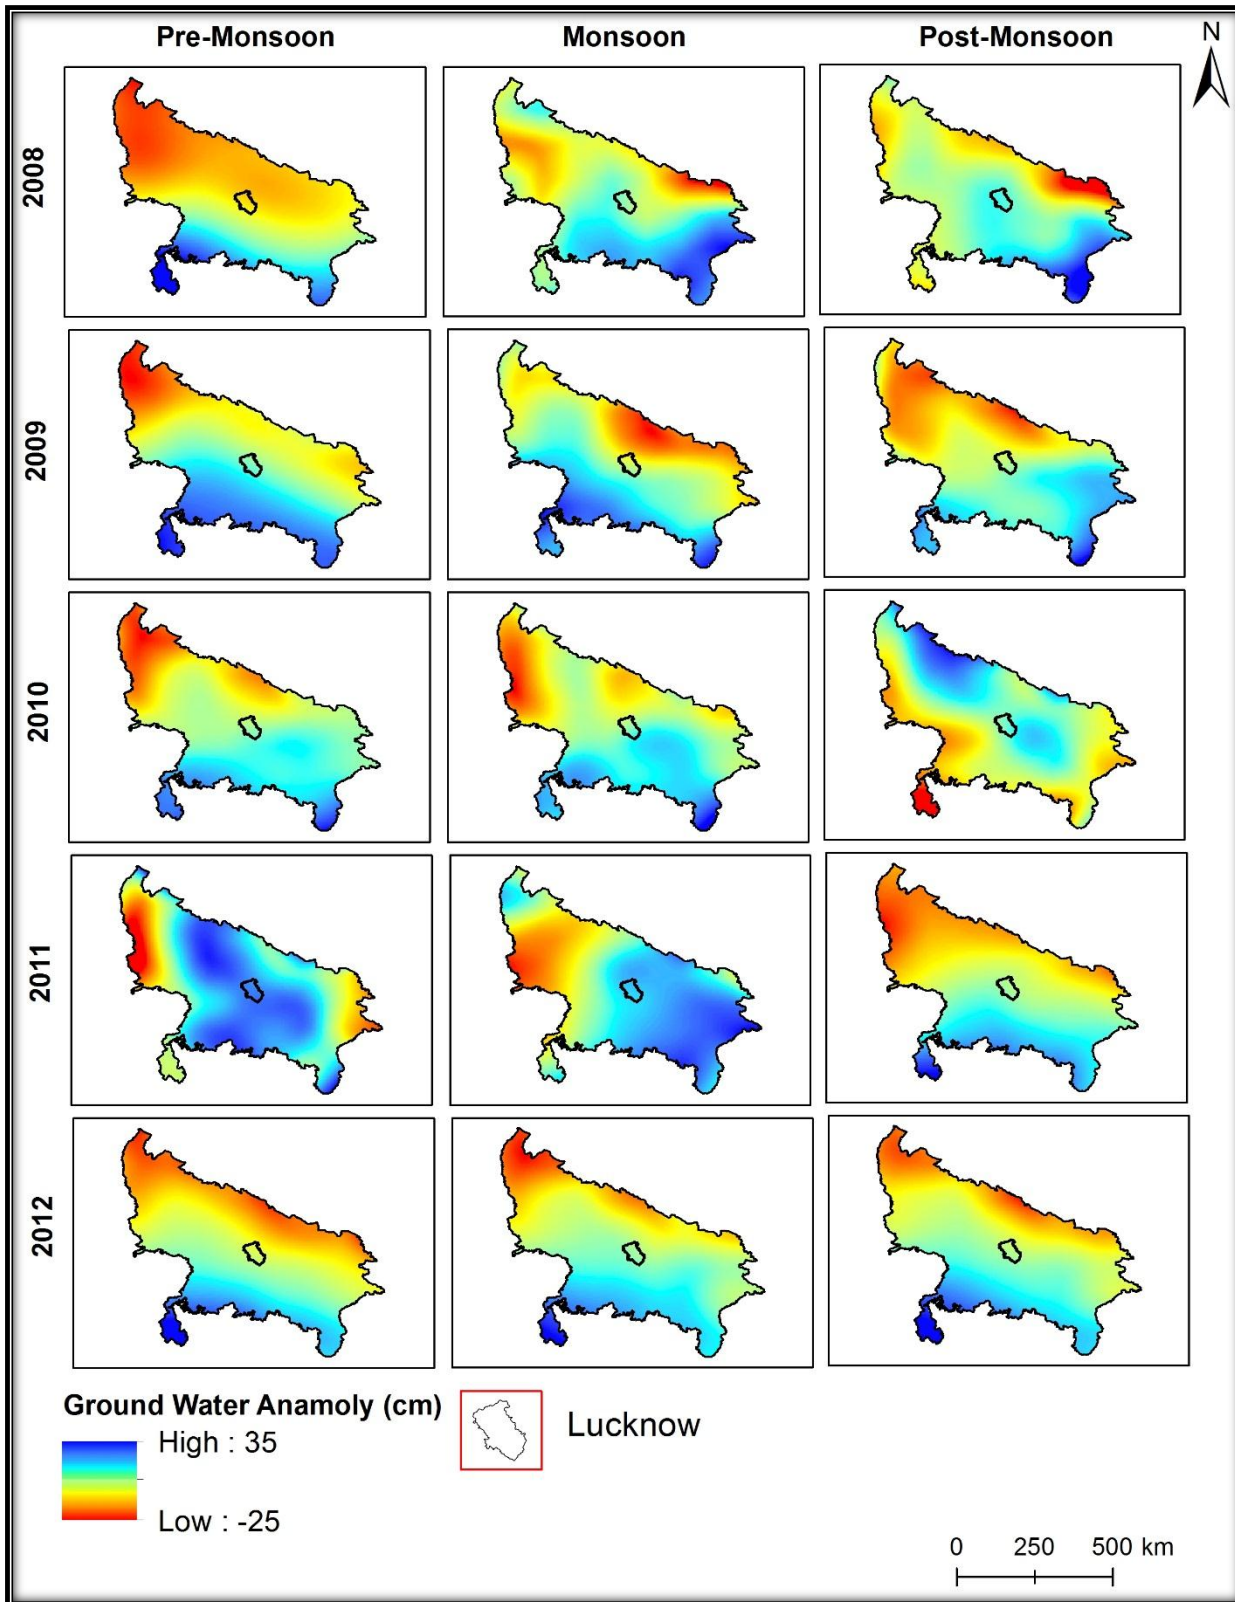 Pre-Monsoon
Monsoon
Post-Monsoon
N
2008
2009
2010
2011
2012
Ground Water Anamoly (cm)
High : 35
Low : -25
Lucknow
0 250 500 km